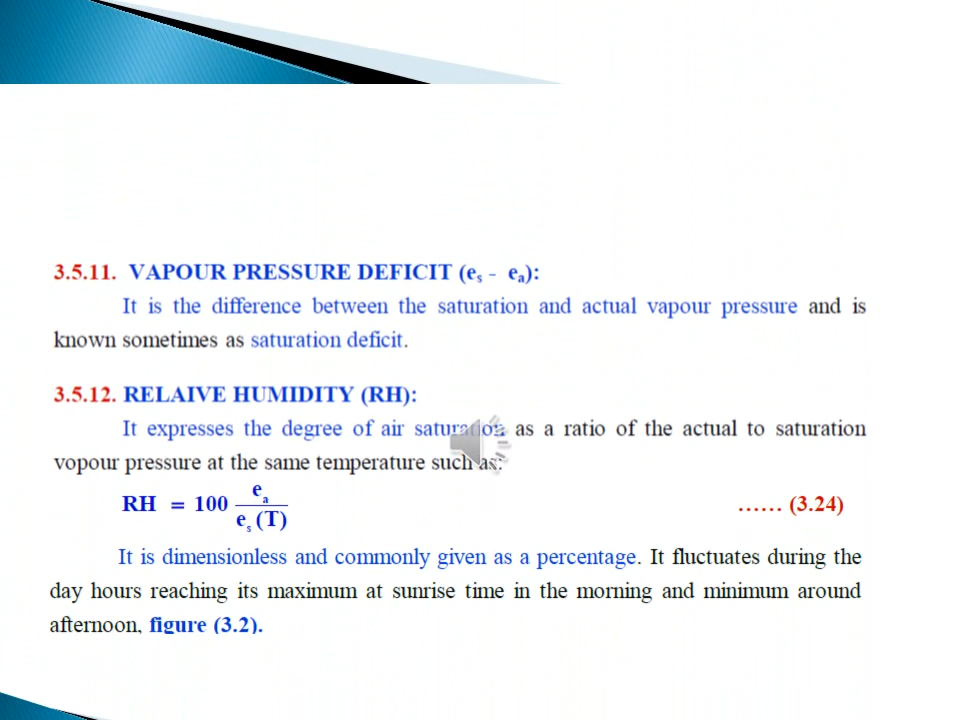 3.5.11. VAPOUR PRESSURE DEFICIT (eₛ - eₐ):
It is the difference between the saturation and actual vapour pressure and is
known sometimes as saturation deficit.
3.5.12. RELAIVE HUMIDITY (RH):
It expresses the degree of air saturation as a ratio of the actual to saturation
vopour pressure at the same temperature such as:
RH = 100 eₐ / eₛ (T) ...... (3.24)
It is dimensionless and commonly given as a percentage. It fluctuates during the
day hours reaching its maximum at sunrise time in the morning and minimum around
afternoon, figure (3.2).